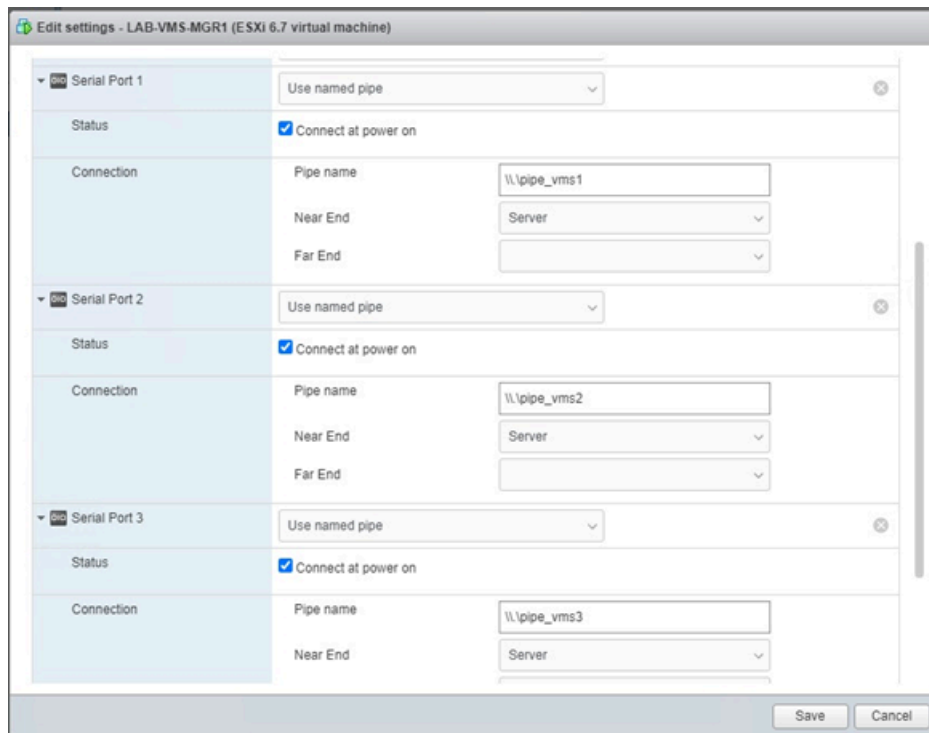 Edit settings - LAB-VMS-MGR1 (ESXi 6.7 virtual machine)
Serial Port 1 Use named pipe
Status Connect at power on
Connection Pipe name \\.\pipe_vms1
Near End Server
Far End
Serial Port 2 Use named pipe
Status Connect at power on
Connection Pipe name \\.\pipe_vms2
Near End Server
Far End
Serial Port 3 Use named pipe
Status Connect at power on
Connection Pipe name \\.\pipe_vms3
Near End Server
Save Cancel